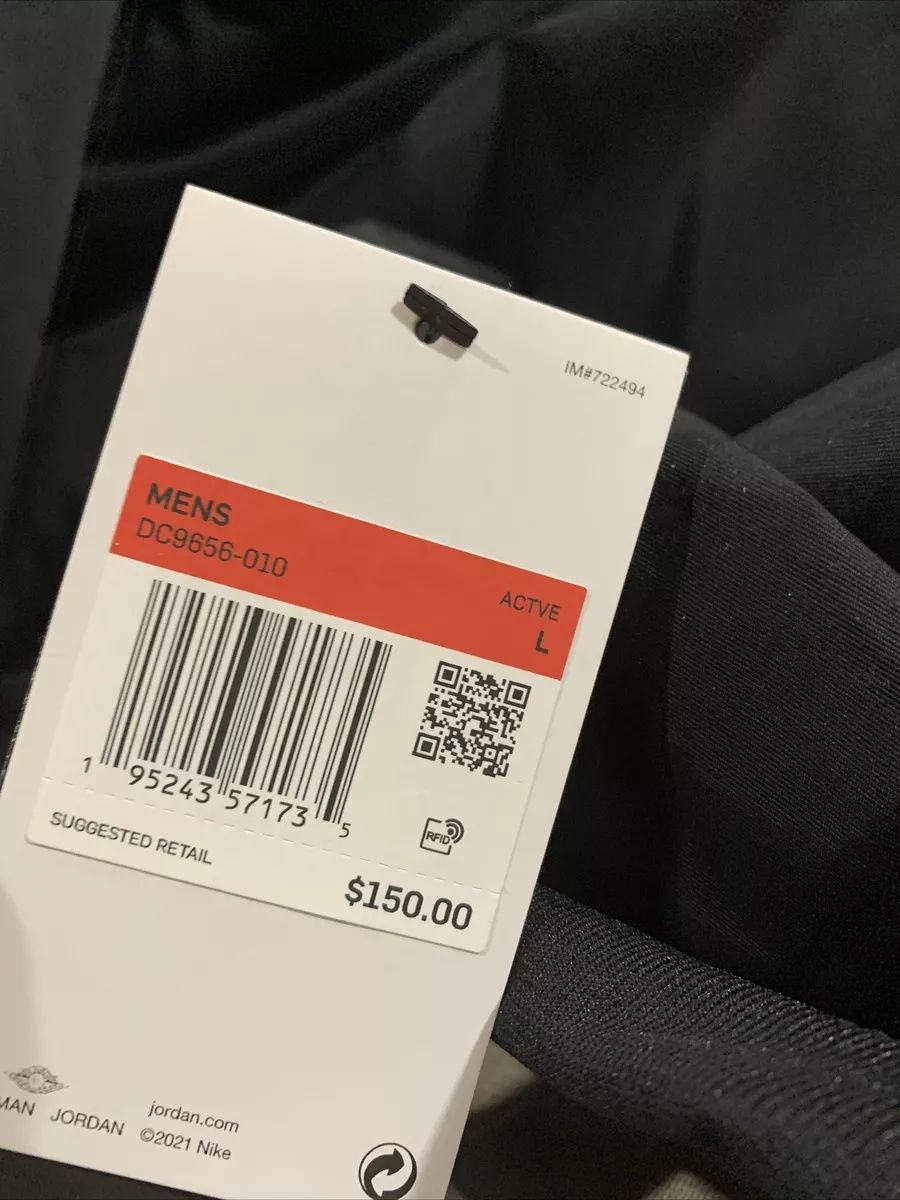 IM#722494
MENS
DC9656-010
ACTVE
L
1 95243 57173 5
RFID
SUGGESTED RETAIL
$150.00
JORDAN
jordan.com
©2021 Nike